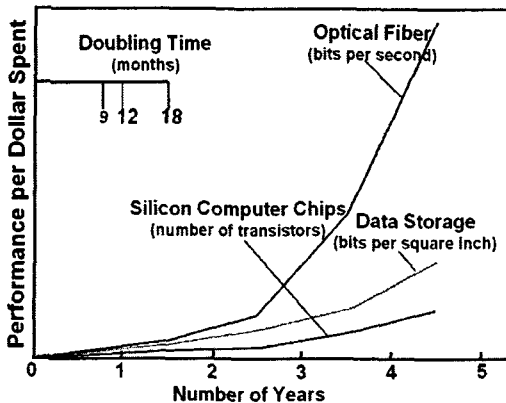 Performance per Dollar Spent
Doubling Time
(months)
9 12 18
Optical Fiber
(bits per second)
Silicon Computer Chips
(number of transistors)
Data Storage
(bits per square inch)
0 1 2 3 4 5
Number of Years